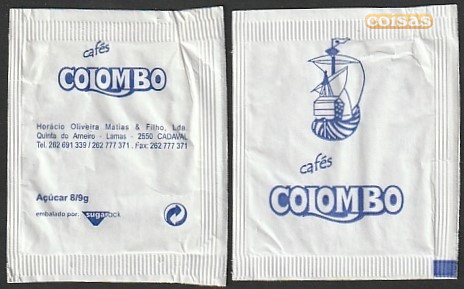 cafés
COLOMBO
Horácio Oliveira Matias & Filho, Lda.
Quinta do Ameiro - Lamas - 2550 CADAVAL
Tel. 262 691 339 / 262 777 371 . Fax: 262 777 371
Açúcar 8/9g
embalado por: sugarpack
coisas
cafés
COLOMBO